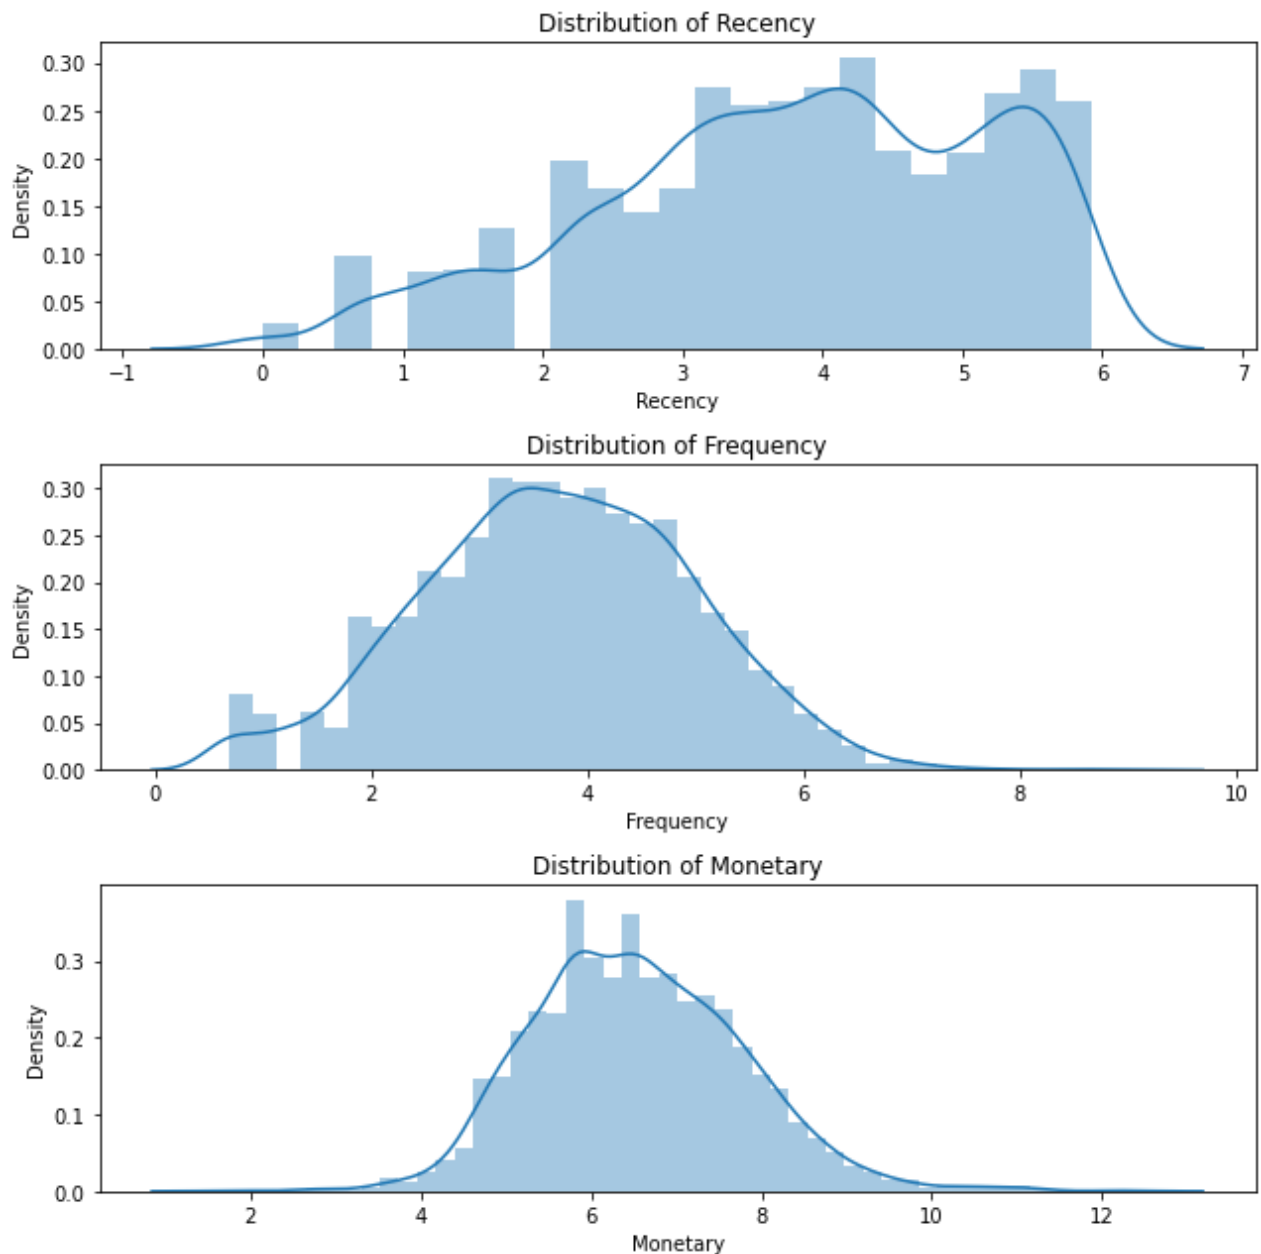 Distribution of Recency
0.30
0.25
0.20
0.15
0.10
0.05
0.00
Density
−1 0 1 2 3 4 5 6 7
Recency
Distribution of Frequency
0.30
0.25
0.20
0.15
0.10
0.05
0.00
Density
0 2 4 6 8 10
Frequency
Distribution of Monetary
0.3
0.2
0.1
0.0
Density
2 4 6 8 10 12
Monetary